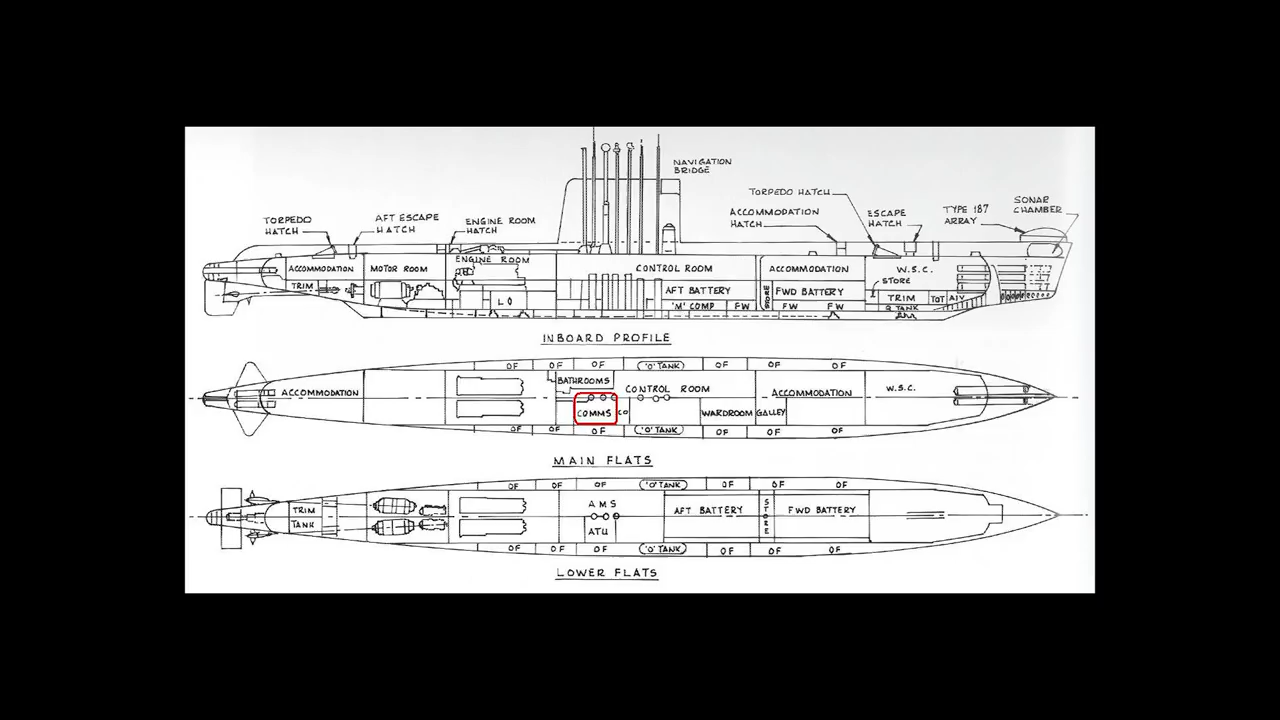 NAVIGATION
BRIDGE
TORPEDO HATCH
SONAR
CHAMBER
TORPEDO
HATCH
AFT ESCAPE
HATCH
ENGINE ROOM
HATCH
ACCOMMODATION
HATCH
ESCAPE
HATCH
TYPE 187
ARRAY
ACCOMMODATION
MOTOR ROOM
ENGINE ROOM
CONTROL ROOM
ACCOMMODATION
W.S.C.
STORE
TRIM
L O
AFT BATTERY
STORE
FWD BATTERY
TRIM
TOT
AIV
'M' COMP
FW
FW
FW
Q TANK
INBOARD PROFILE
OF
OF
OF
'O' TANK
OF
OF
OF
ACCOMMODATION
BATHROOMS
CONTROL ROOM
ACCOMMODATION
W.S.C.
COMMS
CO
WARDROOM
GALLEY
OF
OF
OF
'O' TANK
OF
OF
OF
MAIN FLATS
OF
OF
OF
'O' TANK
OF
OF
OF
TRIM
TANK
AMS
ATU
AFT BATTERY
STORE
FWD BATTERY
OF
OF
OF
'O' TANK
OF
OF
OF
LOWER FLATS